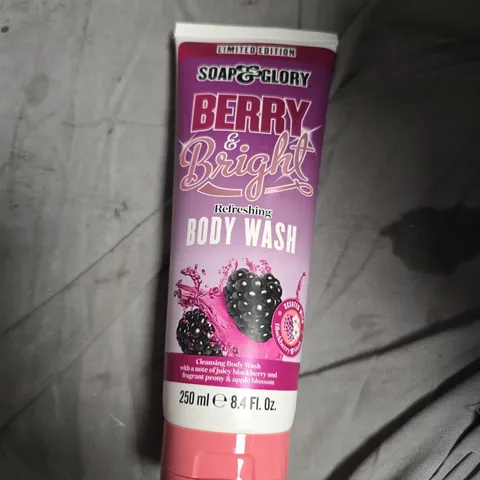 LIMITED EDITION
SOAP&GLORY
BERRY
&
Bright
Refreshing
BODY WASH
Cleansing Body Wash
with a note of juicy blackberry and
fragrant peony & apple blossom
250 ml ℮ 8.4 Fl. Oz.